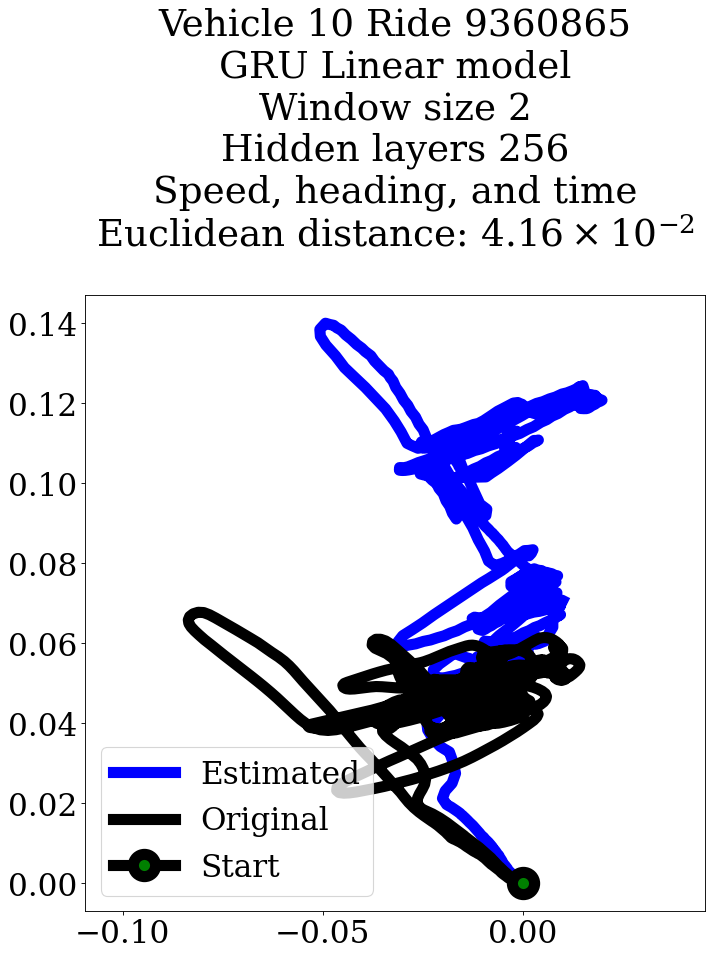 Vehicle 10 Ride 9360865
GRU Linear model
Window size 2
Hidden layers 256
Speed, heading, and time
Euclidean distance: 4.16 × 10⁻²
0.14
0.12
0.10
0.08
0.06
0.04
0.02
0.00
Estimated
Original
Start
−0.10 −0.05 0.00